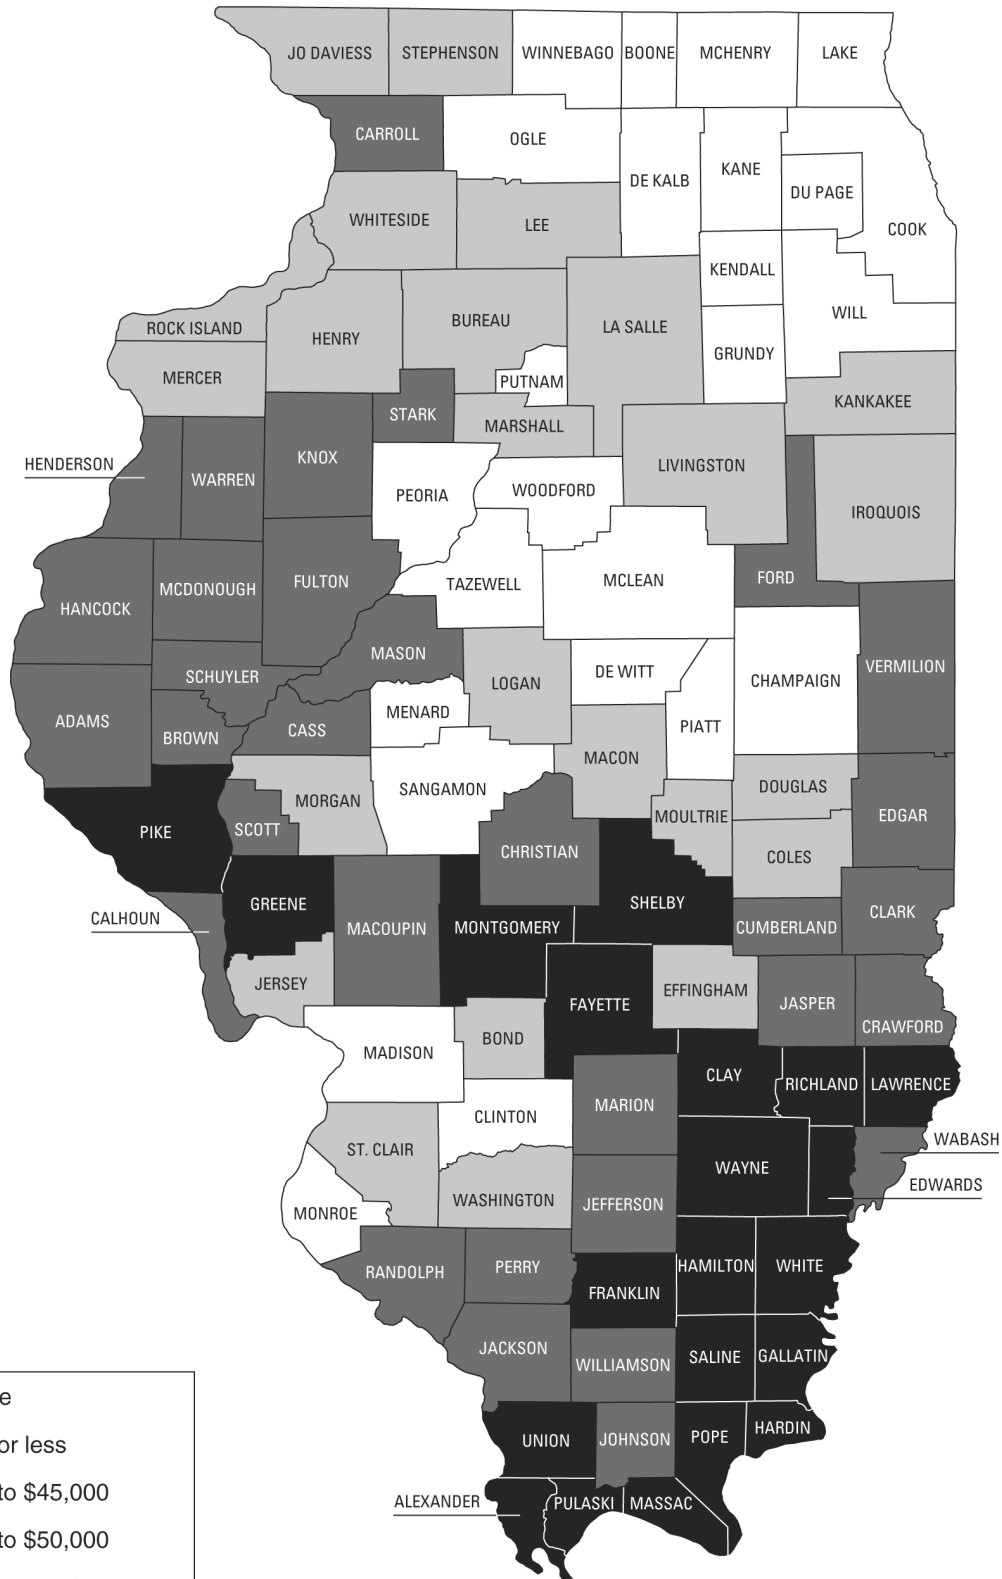 JO DAVIESS
STEPHENSON
WINNEBAGO
BOONE
MCHENRY
LAKE
CARROLL
OGLE
DE KALB
KANE
DU PAGE
COOK
WHITESIDE
LEE
KENDALL
ROCK ISLAND
HENRY
BUREAU
LA SALLE
GRUNDY
WILL
MERCER
PUTNAM
KANKAKEE
STARK
MARSHALL
HENDERSON
WARREN
KNOX
PEORIA
WOODFORD
LIVINGSTON
IROQUOIS
HANCOCK
MCDONOUGH
FULTON
TAZEWELL
MCLEAN
FORD
SCHUYLER
MASON
LOGAN
DE WITT
CHAMPAIGN
VERMILION
ADAMS
BROWN
CASS
MENARD
PIATT
MACON
PIKE
SCOTT
MORGAN
SANGAMON
MOULTRIE
DOUGLAS
EDGAR
CHRISTIAN
COLES
CALHOUN
GREENE
MACOUPIN
MONTGOMERY
SHELBY
CUMBERLAND
CLARK
JERSEY
FAYETTE
EFFINGHAM
JASPER
CRAWFORD
MADISON
BOND
CLAY
RICHLAND
LAWRENCE
ST. CLAIR
CLINTON
MARION
WAYNE
WABASH
EDWARDS
MONROE
WASHINGTON
JEFFERSON
RANDOLPH
PERRY
FRANKLIN
HAMILTON
WHITE
JACKSON
WILLIAMSON
SALINE
GALLATIN
UNION
JOHNSON
POPE
HARDIN
ALEXANDER
PULASKI
MASSAC
e
or less
to $45,000
to $50,000